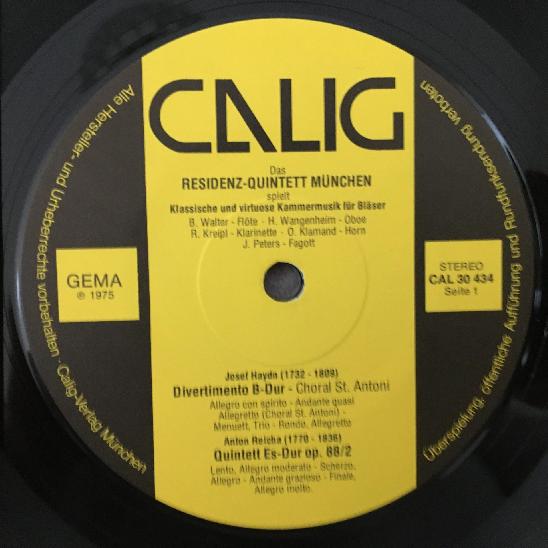 CALIG
Das
RESIDENZ-QUINTETT MÜNCHEN
spielt
Klassische und virtuose Kammermusik für Bläser
B. Walter - Flöte - H. Wangenheim - Oboe
R. Kreipl - Klarinette - O. Klamand - Horn
J. Peters - Fagott
GEMA
℗ 1975
STEREO
CAL 30 434
Seite 1
Josef Haydn (1732 - 1809)
Divertimento B-Dur - Choral St. Antoni
Allegro con spirito - Andante quasi
Allegretto (Choral St. Antoni) -
Menuett, Trio - Rondo, Allegretto
Anton Reicha (1770 - 1836)
Quintett Es-Dur op. 88/2
Lento, Allegro moderato - Scherzo,
Allegro - Andante grazioso - Finale,
Allegro molto.
Alle Hersteller- und Urheberrechte vorbehalten · Calig-Verlag München
Überspielung, öffentliche Aufführung und Rundfunksendung verboten